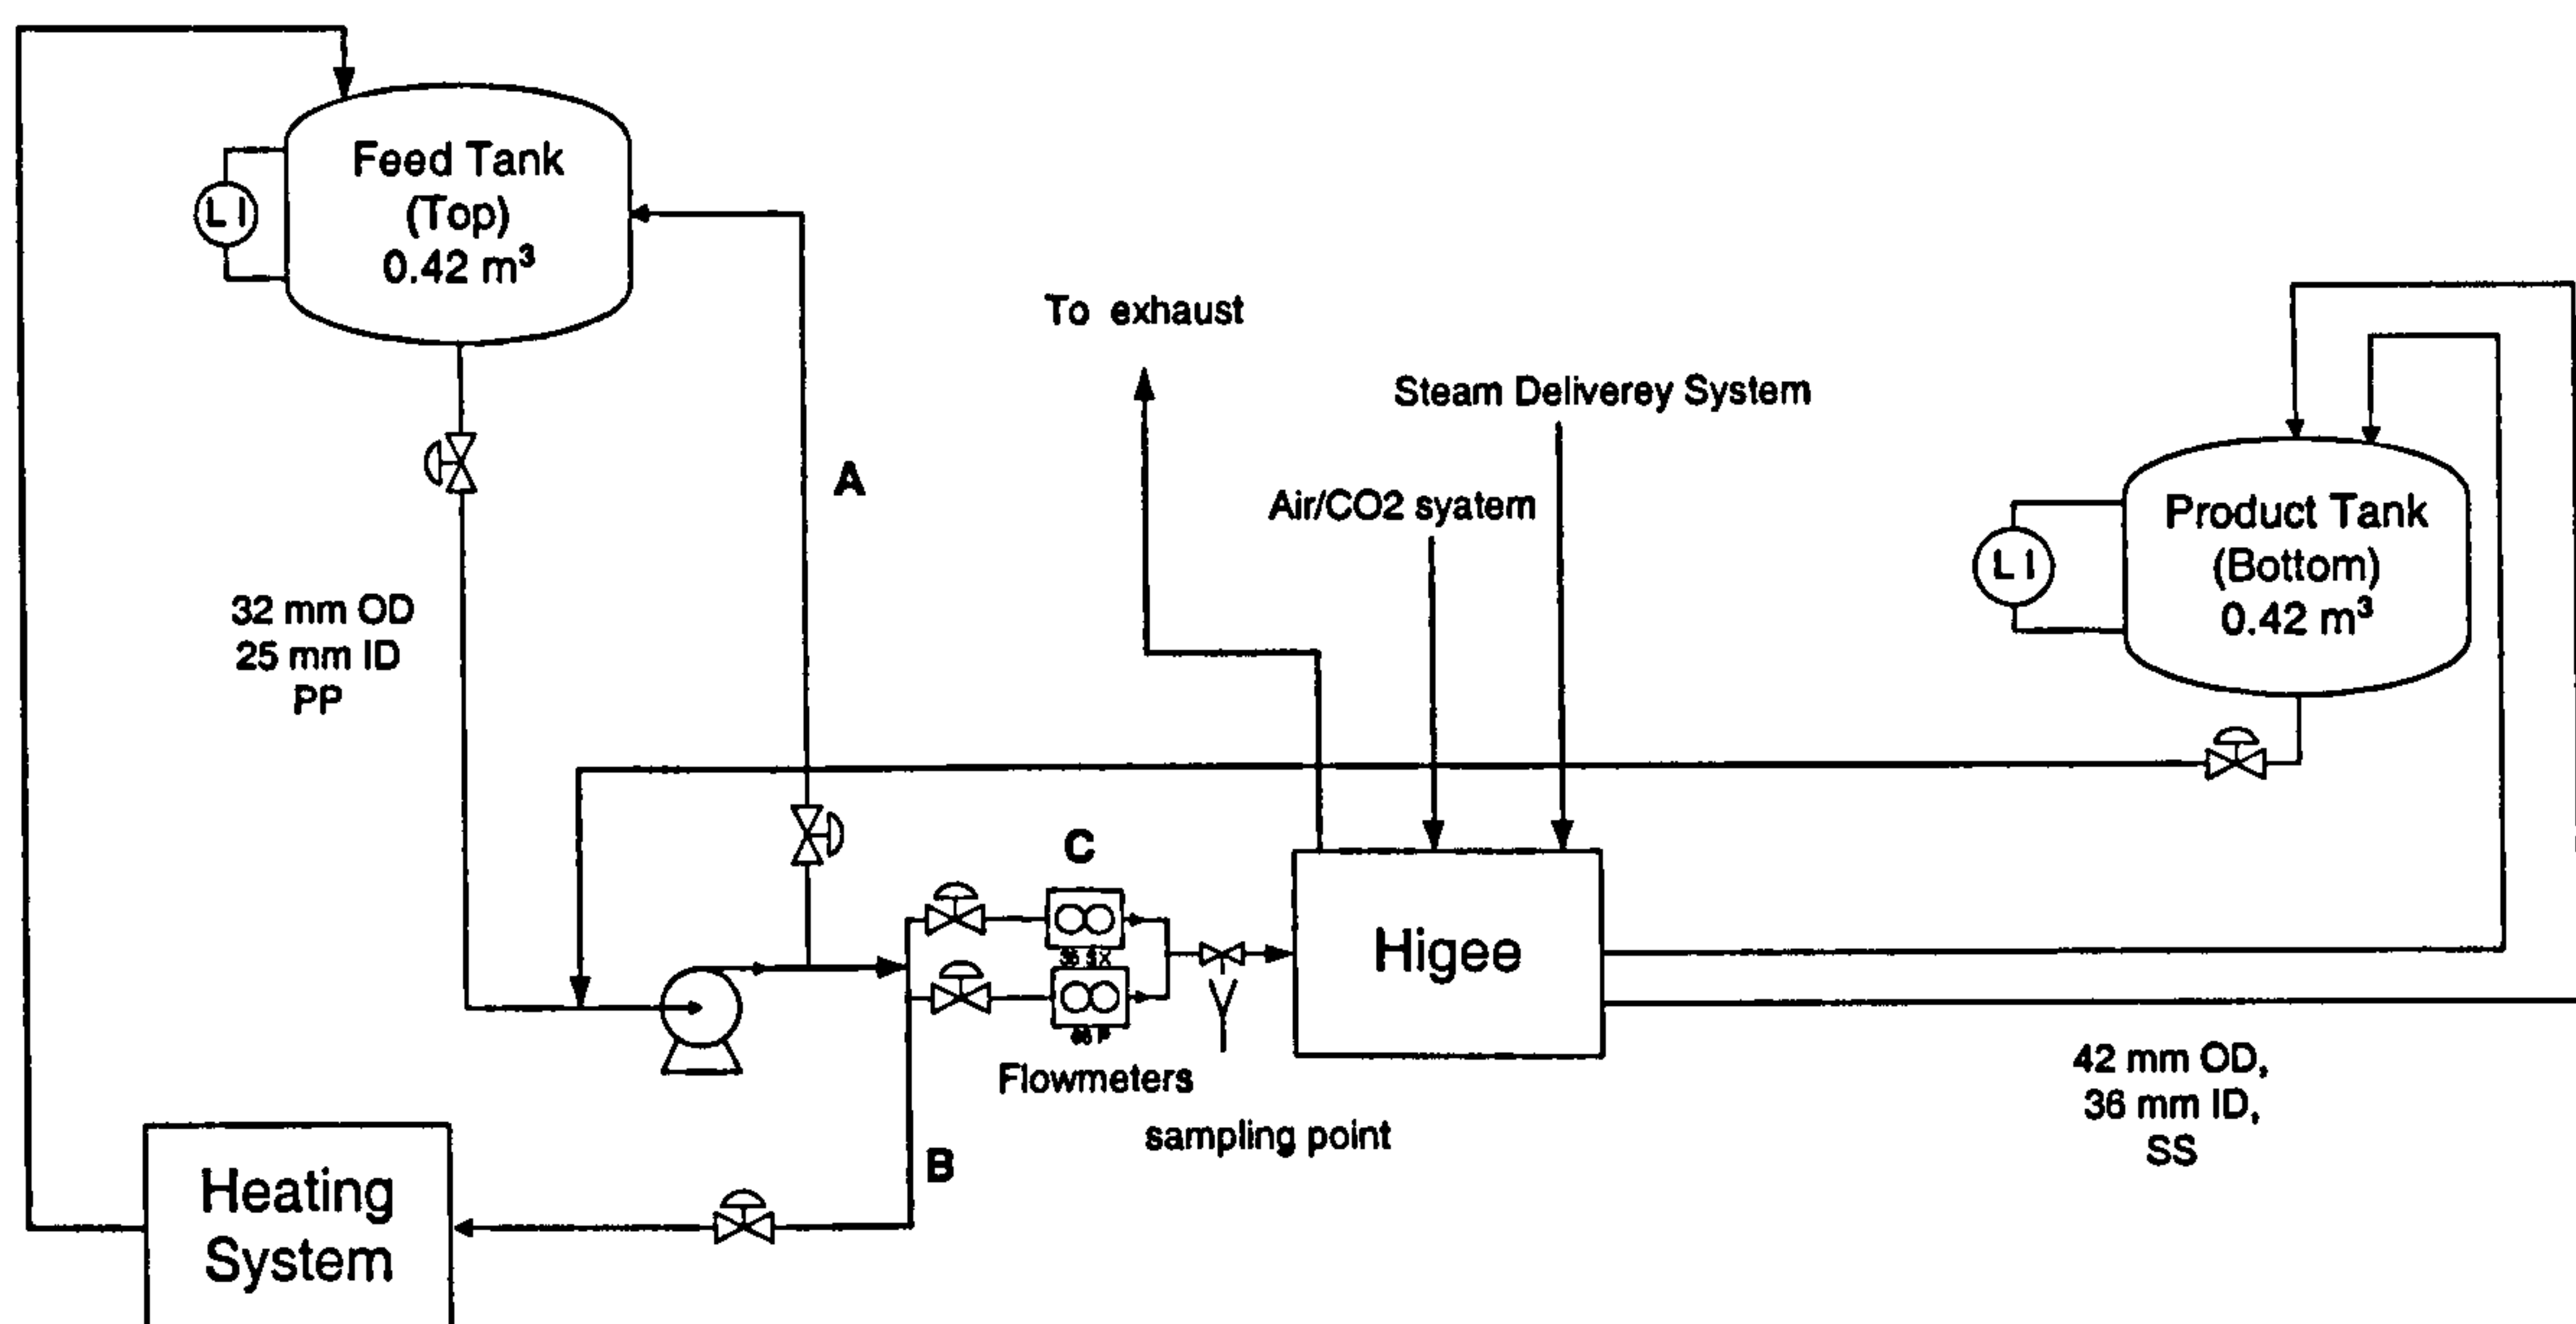 Feed Tank
(Top)
0.42 m³
L I
To exhaust
Steam Deliverey System
A
Air/CO2 syatem
Product Tank
(Bottom)
0.42 m³
L I
32 mm OD
25 mm ID
PP
C
Higee
Flowmeters
sampling point
42 mm OD,
36 mm ID,
SS
B
Heating
System